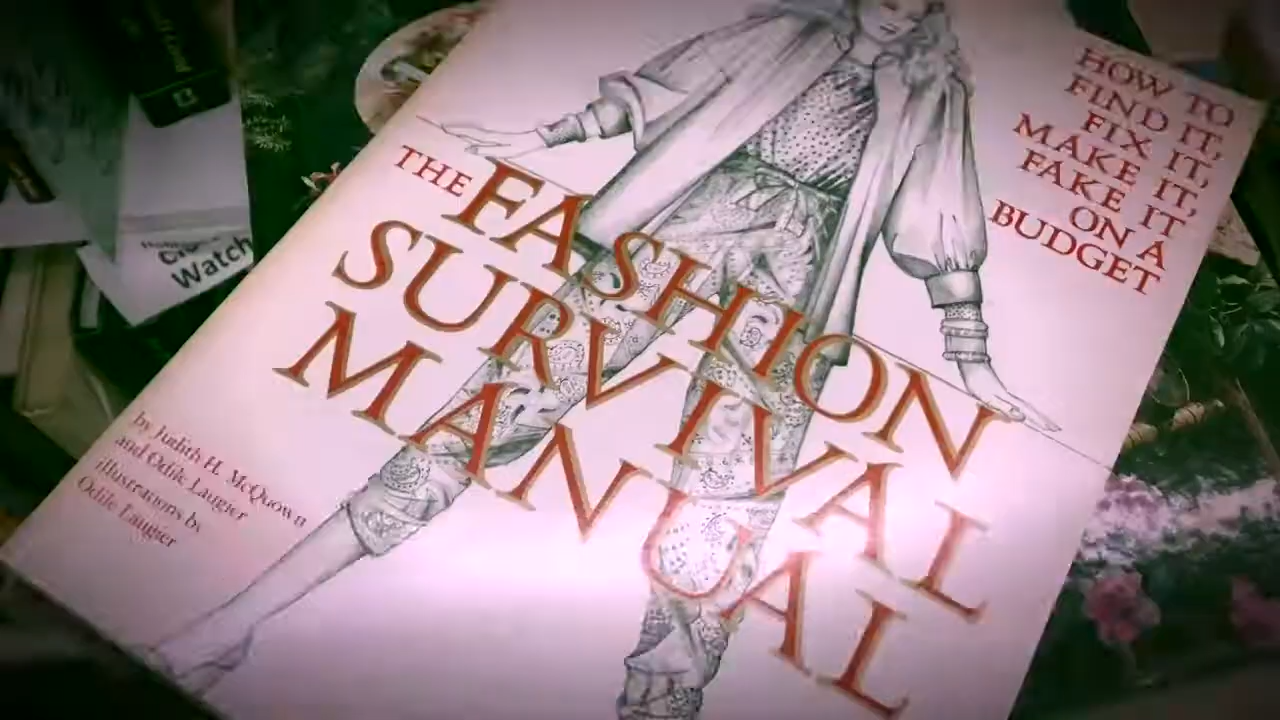 HOW TO
FIND IT,
FIX IT,
MAKE IT,
FAKE IT
ON A
BUDGET
THE FASHION
SURVIVAL
MANUAL
by Judith H. McQuown
and Odile Laugier
illustrations by
Odile Laugier
Watch